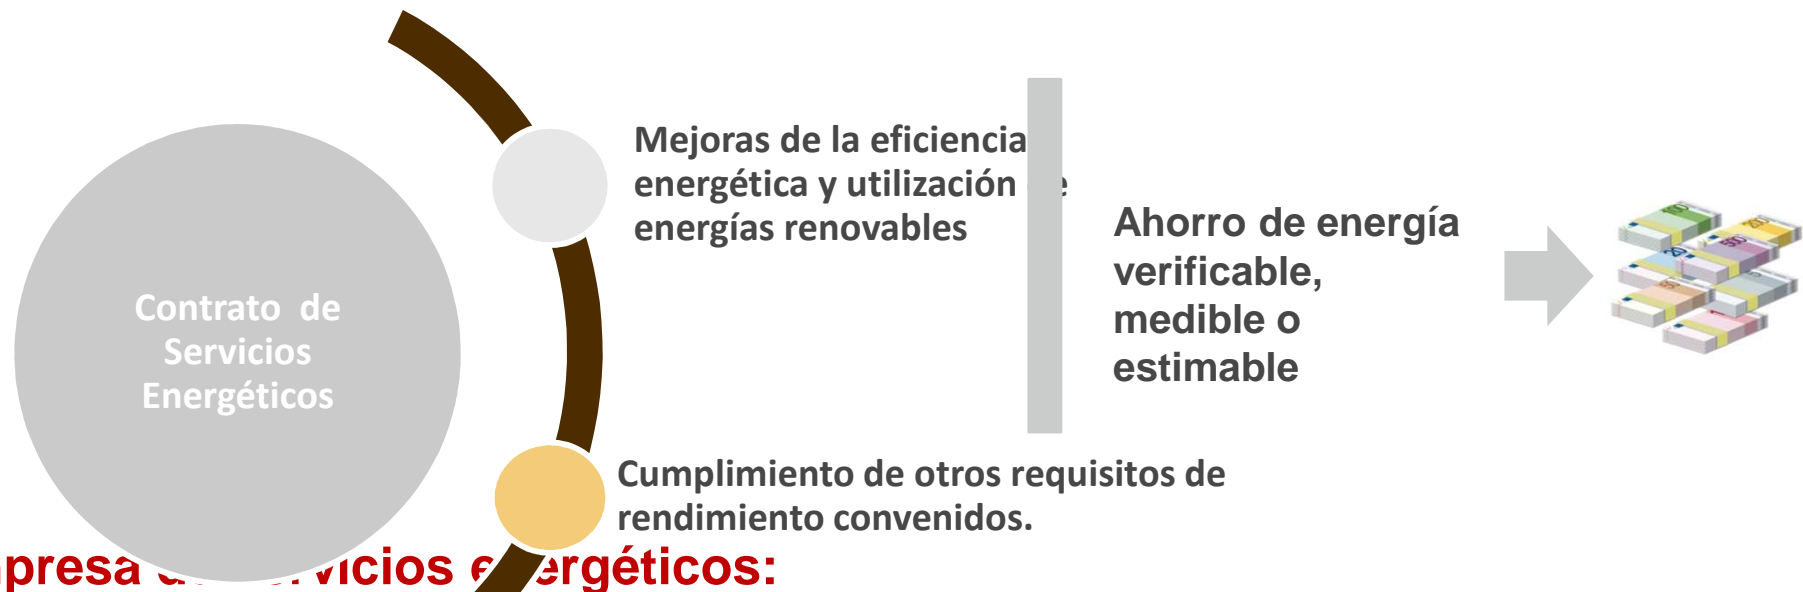 Mejoras de la eficiencia
energética y utilización
energías renovables
Contrato de
Servicios
Energéticos
Ahorro de energía
verificable,
medible o
estimable
Cumplimiento de otros requisitos de
rendimiento convenidos.